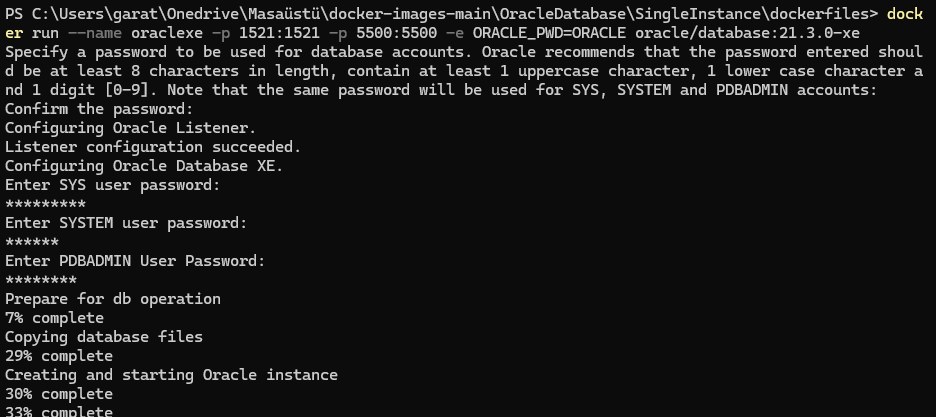 PS C:\Users\garat\Onedrive\Masaüstü\docker-images-main\OracleDatabase\SingleInstance\dockerfiles> dock
er run --name oraclexe -p 1521:1521 -p 5500:5500 -e ORACLE_PWD=ORACLE oracle/database:21.3.0-xe
Specify a password to be used for database accounts. Oracle recommends that the password entered shoul
d be at least 8 characters in length, contain at least 1 uppercase character, 1 lower case character a
nd 1 digit [0-9]. Note that the same password will be used for SYS, SYSTEM and PDBADMIN accounts:
Confirm the password:
Configuring Oracle Listener.
Listener configuration succeeded.
Configuring Oracle Database XE.
Enter SYS user password:
*********
Enter SYSTEM user password:
******
Enter PDBADMIN User Password:
********
Prepare for db operation
7% complete
Copying database files
29% complete
Creating and starting Oracle instance
30% complete
33% complete